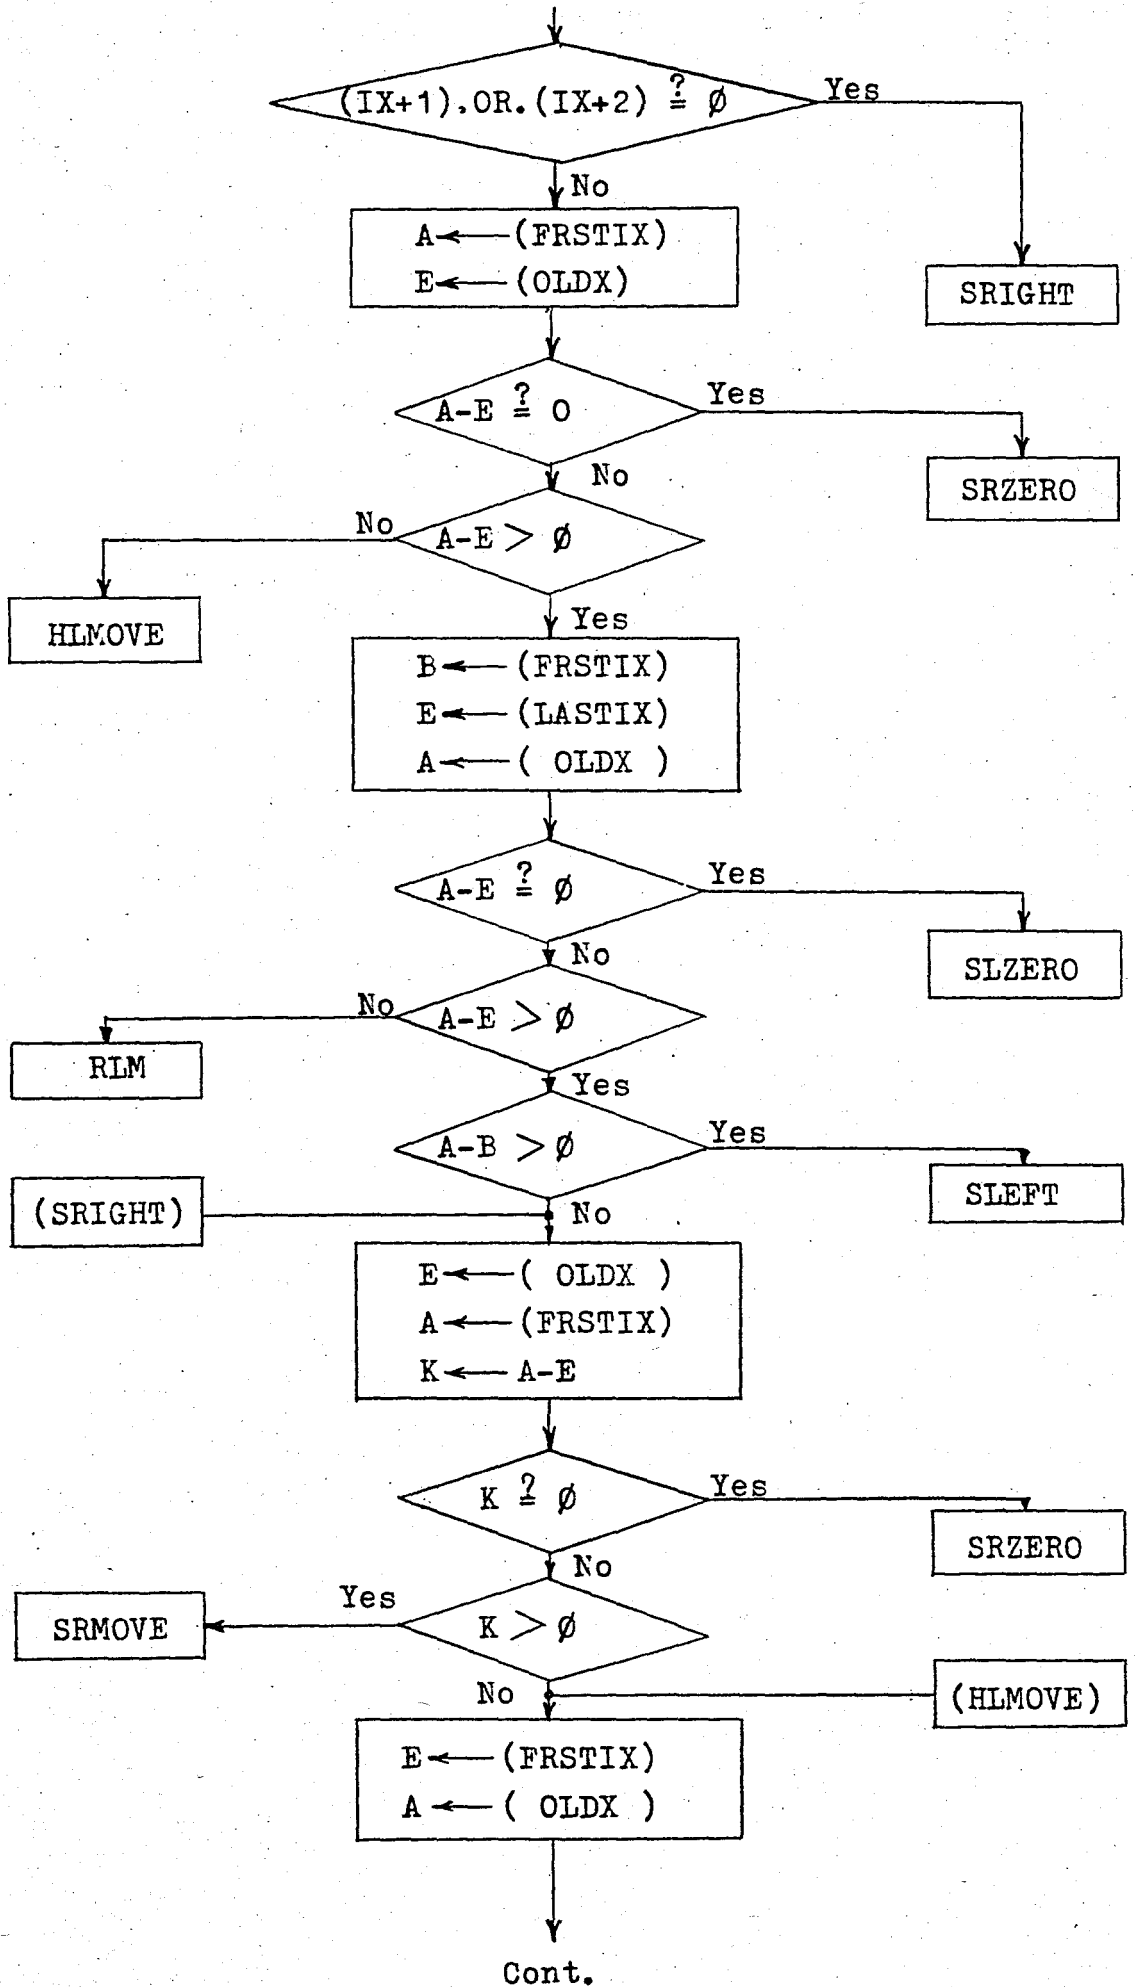 (IX+1).OR.(IX+2) ?= Ø
Yes
No
A←(FRSTIX)
E←(OLDX)
SRIGHT
A-E ?= O
Yes
SRZERO
No
A-E > Ø
No
HLMOVE
Yes
B←(FRSTIX)
E←(LASTIX)
A←( OLDX )
A-E ?= Ø
Yes
SLZERO
No
A-E > Ø
No
RLM
Yes
A-B > Ø
Yes
SLEFT
(SRIGHT)
No
E←( OLDX )
A←(FRSTIX)
K← A-E
K ?= Ø
Yes
SRZERO
No
K > Ø
Yes
SRMOVE
No
(HLMOVE)
E←(FRSTIX)
A←( OLDX )
Cont.